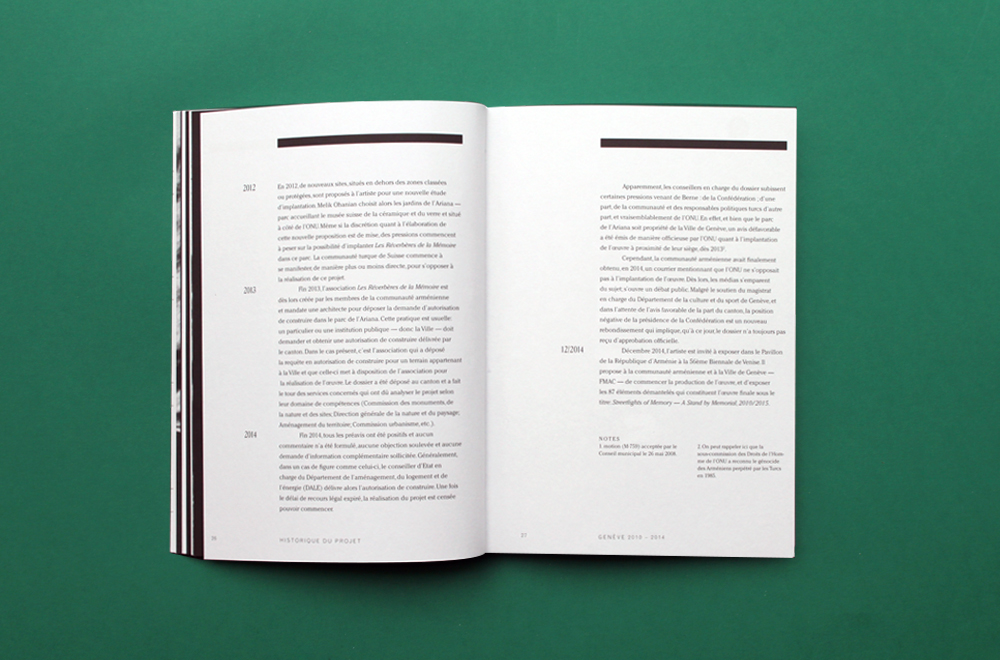 2012
En 2012, de nouveaux sites, situés en dehors des zones classées
ou protégées, sont proposés à l'artiste pour une nouvelle étude
d'implantation. Melik Ohanian choisit alors les jardins de l'Ariana —
parc accueillant le musée suisse de la céramique et du verre et situé
à côté de l'ONU. Même si la discrétion quant à l'élaboration de
cette nouvelle proposition est de mise, des pressions commencent
à peser sur la possibilité d'implanter Les Réverbères de la Mémoire
dans ce parc. La communauté turque de Suisse commence à
se manifester, de manière plus ou moins directe, pour s'opposer à
la réalisation de ce projet.
2013
Fin 2013, l'association Les Réverbères de la Mémoire est
dès lors créée par les membres de la communauté arménienne
et mandate une architecte pour déposer la demande d'autorisation
de construire dans le parc de l'Ariana. Cette pratique est usuelle:
un particulier ou une institution publique — donc la Ville — doit
demander et obtenir une autorisation de construire délivrée par
le canton. Dans le cas présent, c'est l'association qui a déposé
la requête en autorisation de construire pour un terrain appartenant
à la Ville et que celle-ci met à disposition de l'association pour
la réalisation de l'œuvre. Le dossier a été déposé au canton et a fait
le tour des services concernés qui ont dû analyser le projet selon
leur domaine de compétences (Commission des monuments, de
la nature et des sites; Direction générale de la nature et du paysage;
Aménagement du territoire; Commission urbanisme, etc.).
2014
Fin 2014, tous les préavis ont été positifs et aucun
commentaire n'a été formulé, aucune objection soulevée et aucune
demande d'information complémentaire sollicitée. Généralement,
dans un cas de figure comme celui-ci, le conseiller d'Etat en
charge du Département de l'aménagement, du logement et de
l'énergie (DALE) délivre alors l'autorisation de construire. Une fois
le délai de recours légal expiré, la réalisation du projet est censée
pouvoir commencer.
HISTORIQUE DU PROJET
Apparemment, les conseillers en charge du dossier subissent
certaines pressions venant de Berne : de la Confédération ; d'une
part, de la communauté et des responsables politiques turcs d'autre
part, et vraisemblablement de l'ONU. En effet, et bien que le parc
de l'Ariana soit propriété de la Ville de Genève, un avis défavorable
a été émis de manière officieuse par l'ONU quant à l'implantation
de l'œuvre à proximité de leur siège, dès 2013².
Cependant, la communauté arménienne avait finalement
obtenu, en 2014, un courrier mentionnant que l'ONU ne s'opposait
pas à l'implantation de l'œuvre. Dès lors, les médias s'emparent
du sujet, s'ouvre un débat public. Malgré le soutien du magistrat
en charge du Département de la culture et du sport de Genève, et
dans l'attente de l'avis favorable de la part du canton, la position
négative de la présidence de la Confédération est un nouveau
rebondissement qui implique, qu'à ce jour, le dossier n'a toujours pas
reçu d'approbation officielle.
12/2014
Décembre 2014, l'artiste est invité à exposer dans le Pavillon
de la République d'Arménie à la 56ème Biennale de Venise. Il
propose à la communauté arménienne et à la Ville de Genève —
FMAC — de commencer la production de l'œuvre, et d'exposer
les 87 éléments démantelés qui constituent l'œuvre finale sous le
titre: Streetlights of Memory — A Stand by Memorial, 2010/2015.
NOTES
1. motion (M 759) acceptée par le
Conseil municipal le 26 mai 2008.
2. On peut rappeler ici que la
sous-commission des Droits de l'Hom-
me de l'ONU a reconnu le génocide
des Arméniens perpétré par les Turcs
en 1985.
27
GENÈVE 2010 – 2014